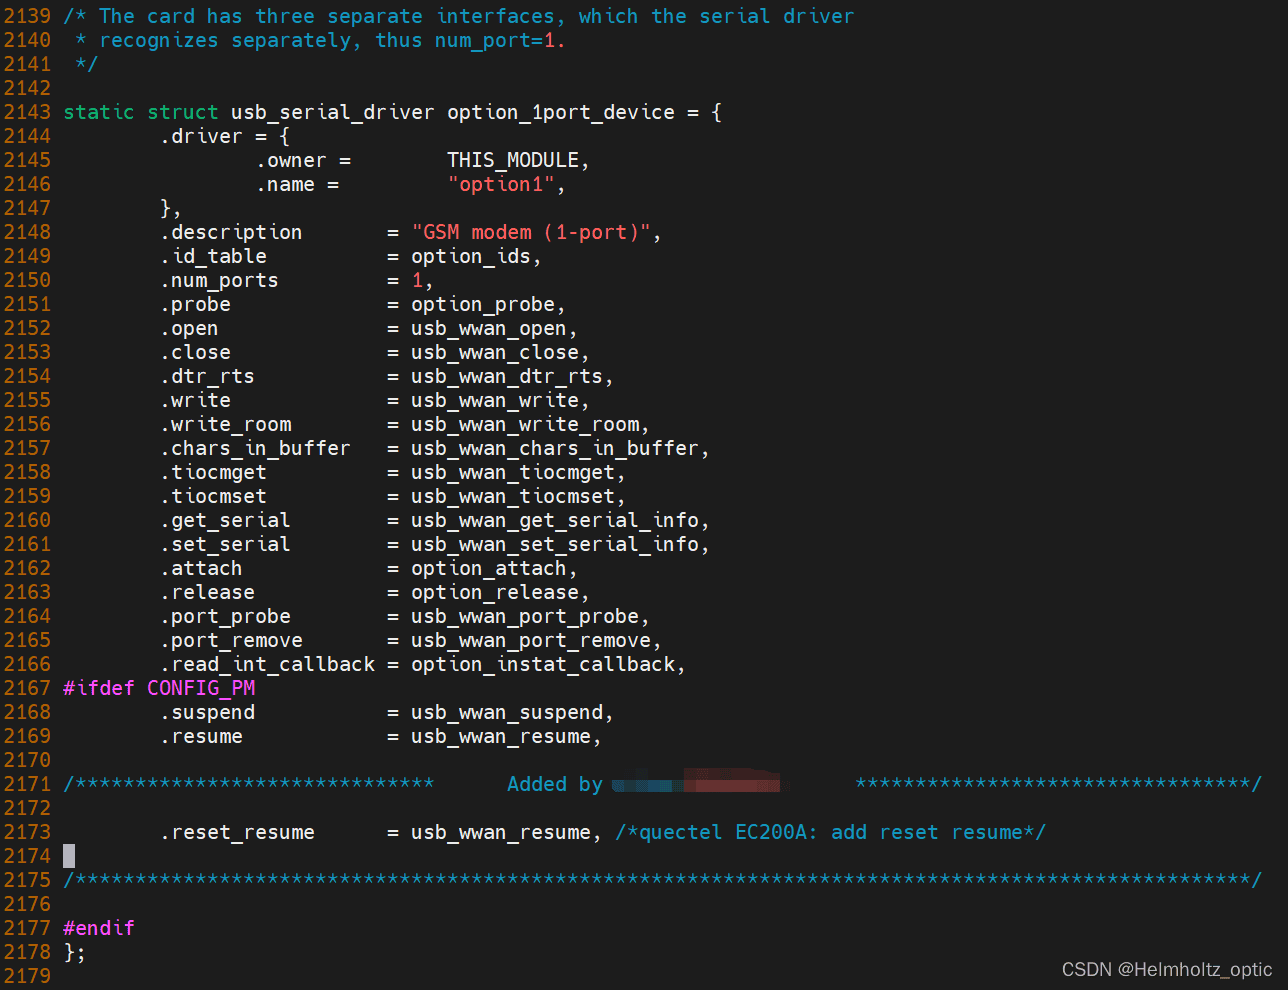 2139 /* The card has three separate interfaces, which the serial driver
2140  * recognizes separately, thus num_port=1.
2141  */
2142
2143 static struct usb_serial_driver option_1port_device = {
2144         .driver = {
2145                 .owner =        THIS_MODULE,
2146                 .name =         "option1",
2147         },
2148         .description       = "GSM modem (1-port)",
2149         .id_table          = option_ids,
2150         .num_ports         = 1,
2151         .probe             = option_probe,
2152         .open              = usb_wwan_open,
2153         .close             = usb_wwan_close,
2154         .dtr_rts           = usb_wwan_dtr_rts,
2155         .write             = usb_wwan_write,
2156         .write_room        = usb_wwan_write_room,
2157         .chars_in_buffer   = usb_wwan_chars_in_buffer,
2158         .tiocmget          = usb_wwan_tiocmget,
2159         .tiocmset          = usb_wwan_tiocmset,
2160         .get_serial        = usb_wwan_get_serial_info,
2161         .set_serial        = usb_wwan_set_serial_info,
2162         .attach            = option_attach,
2163         .release           = option_release,
2164         .port_probe        = usb_wwan_port_probe,
2165         .port_remove       = usb_wwan_port_remove,
2166         .read_int_callback = option_instat_callback,
2167 #ifdef CONFIG_PM
2168         .suspend           = usb_wwan_suspend,
2169         .resume            = usb_wwan_resume,
2170
2171 /******************************      Added by                     *********************************/
2172
2173         .reset_resume      = usb_wwan_resume, /*quectel EC200A: add reset resume*/
2174
2175 /**************************************************************************************************/
2176
2177 #endif
2178 };
2179
CSDN @Helmholtz_optic